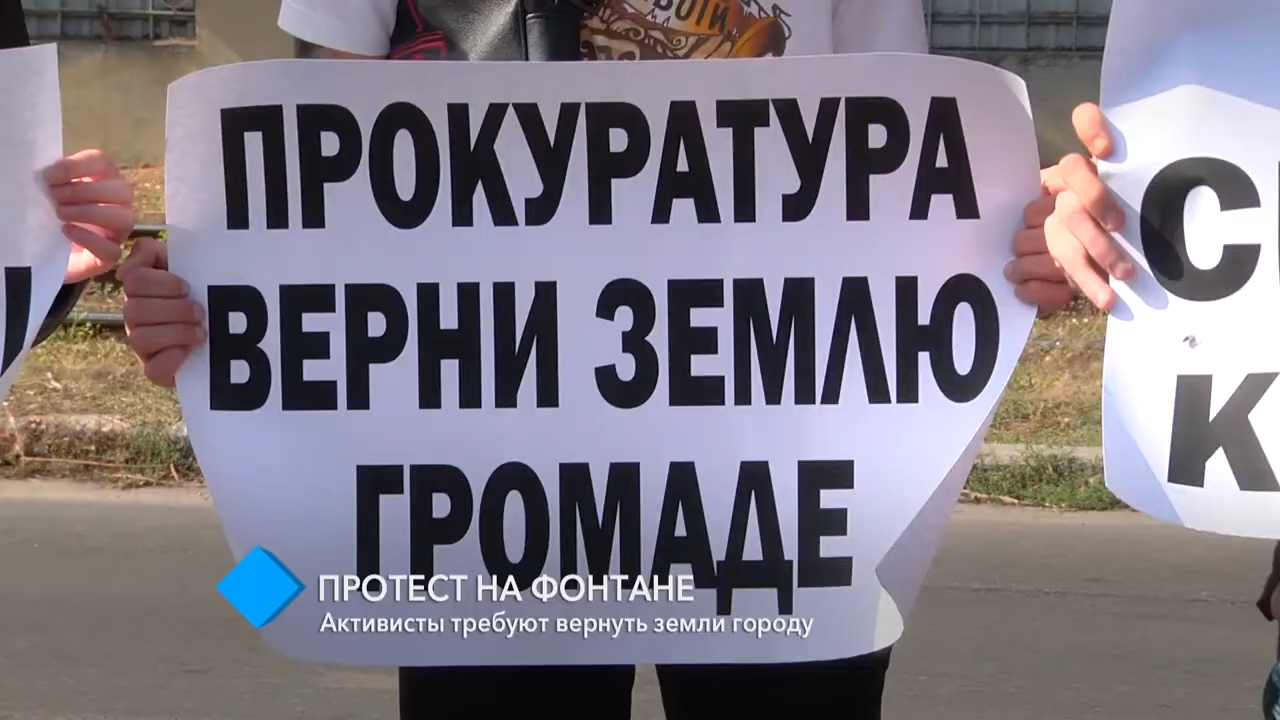 ПРОКУРАТУРА
ВЕРНИ ЗЕМЛЮ
ГРОМАДЕ
ПРОТЕСТ НА ФОНТАНЕ
Активисты требуют вернуть земли городу